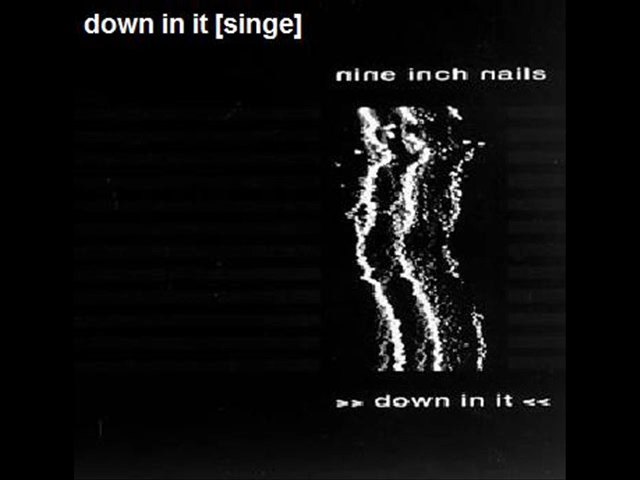 down in it [singe]
nine inch nails
>> down in it <<